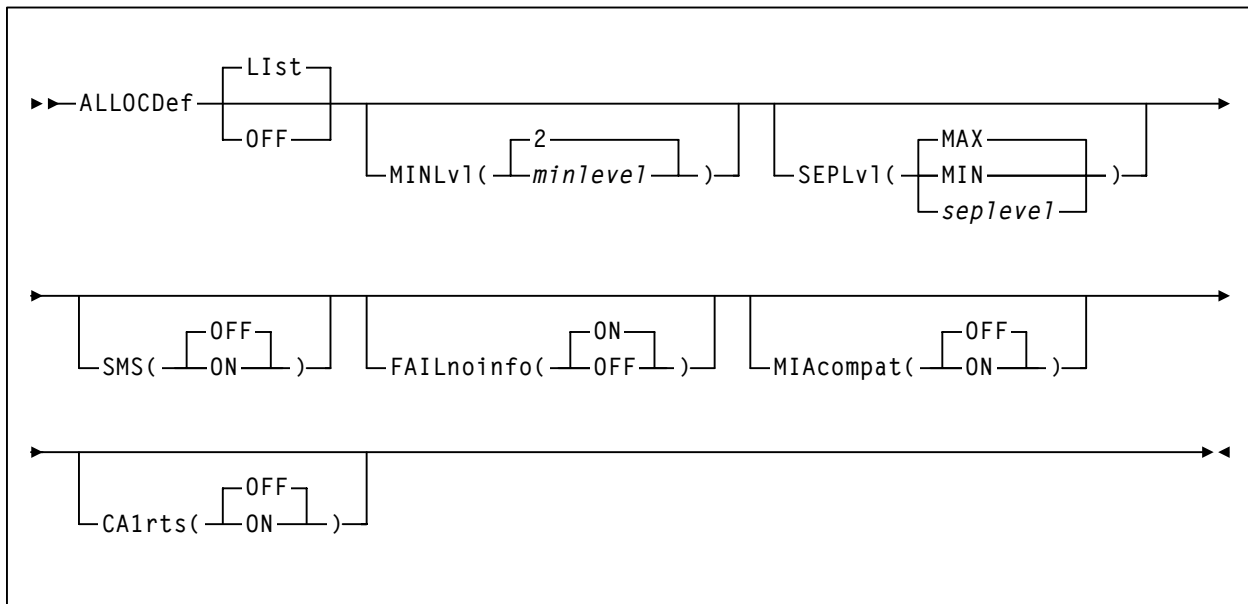 LIst
ALLOCDef
OFF
2
MINLvl( minlevel )
MAX
SEPLvl( MIN )
seplevel
OFF
SMS( ON )
ON
FAILnoinfo( OFF )
OFF
MIAcompat( ON )
OFF
CA1rts( ON )